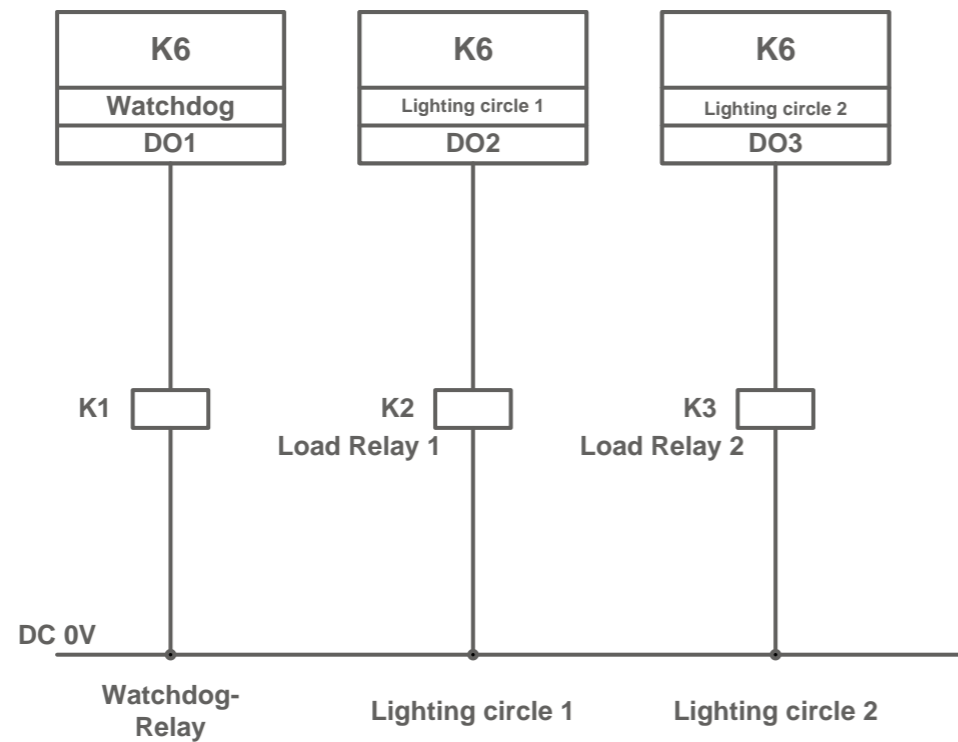 K6
K6
K6
Watchdog
Lighting circle 1
Lighting circle 2
DO1
DO2
DO3
K1
K2
K3
Load Relay 1
Load Relay 2
DC 0V
Watchdog-
Relay
Lighting circle 1
Lighting circle 2